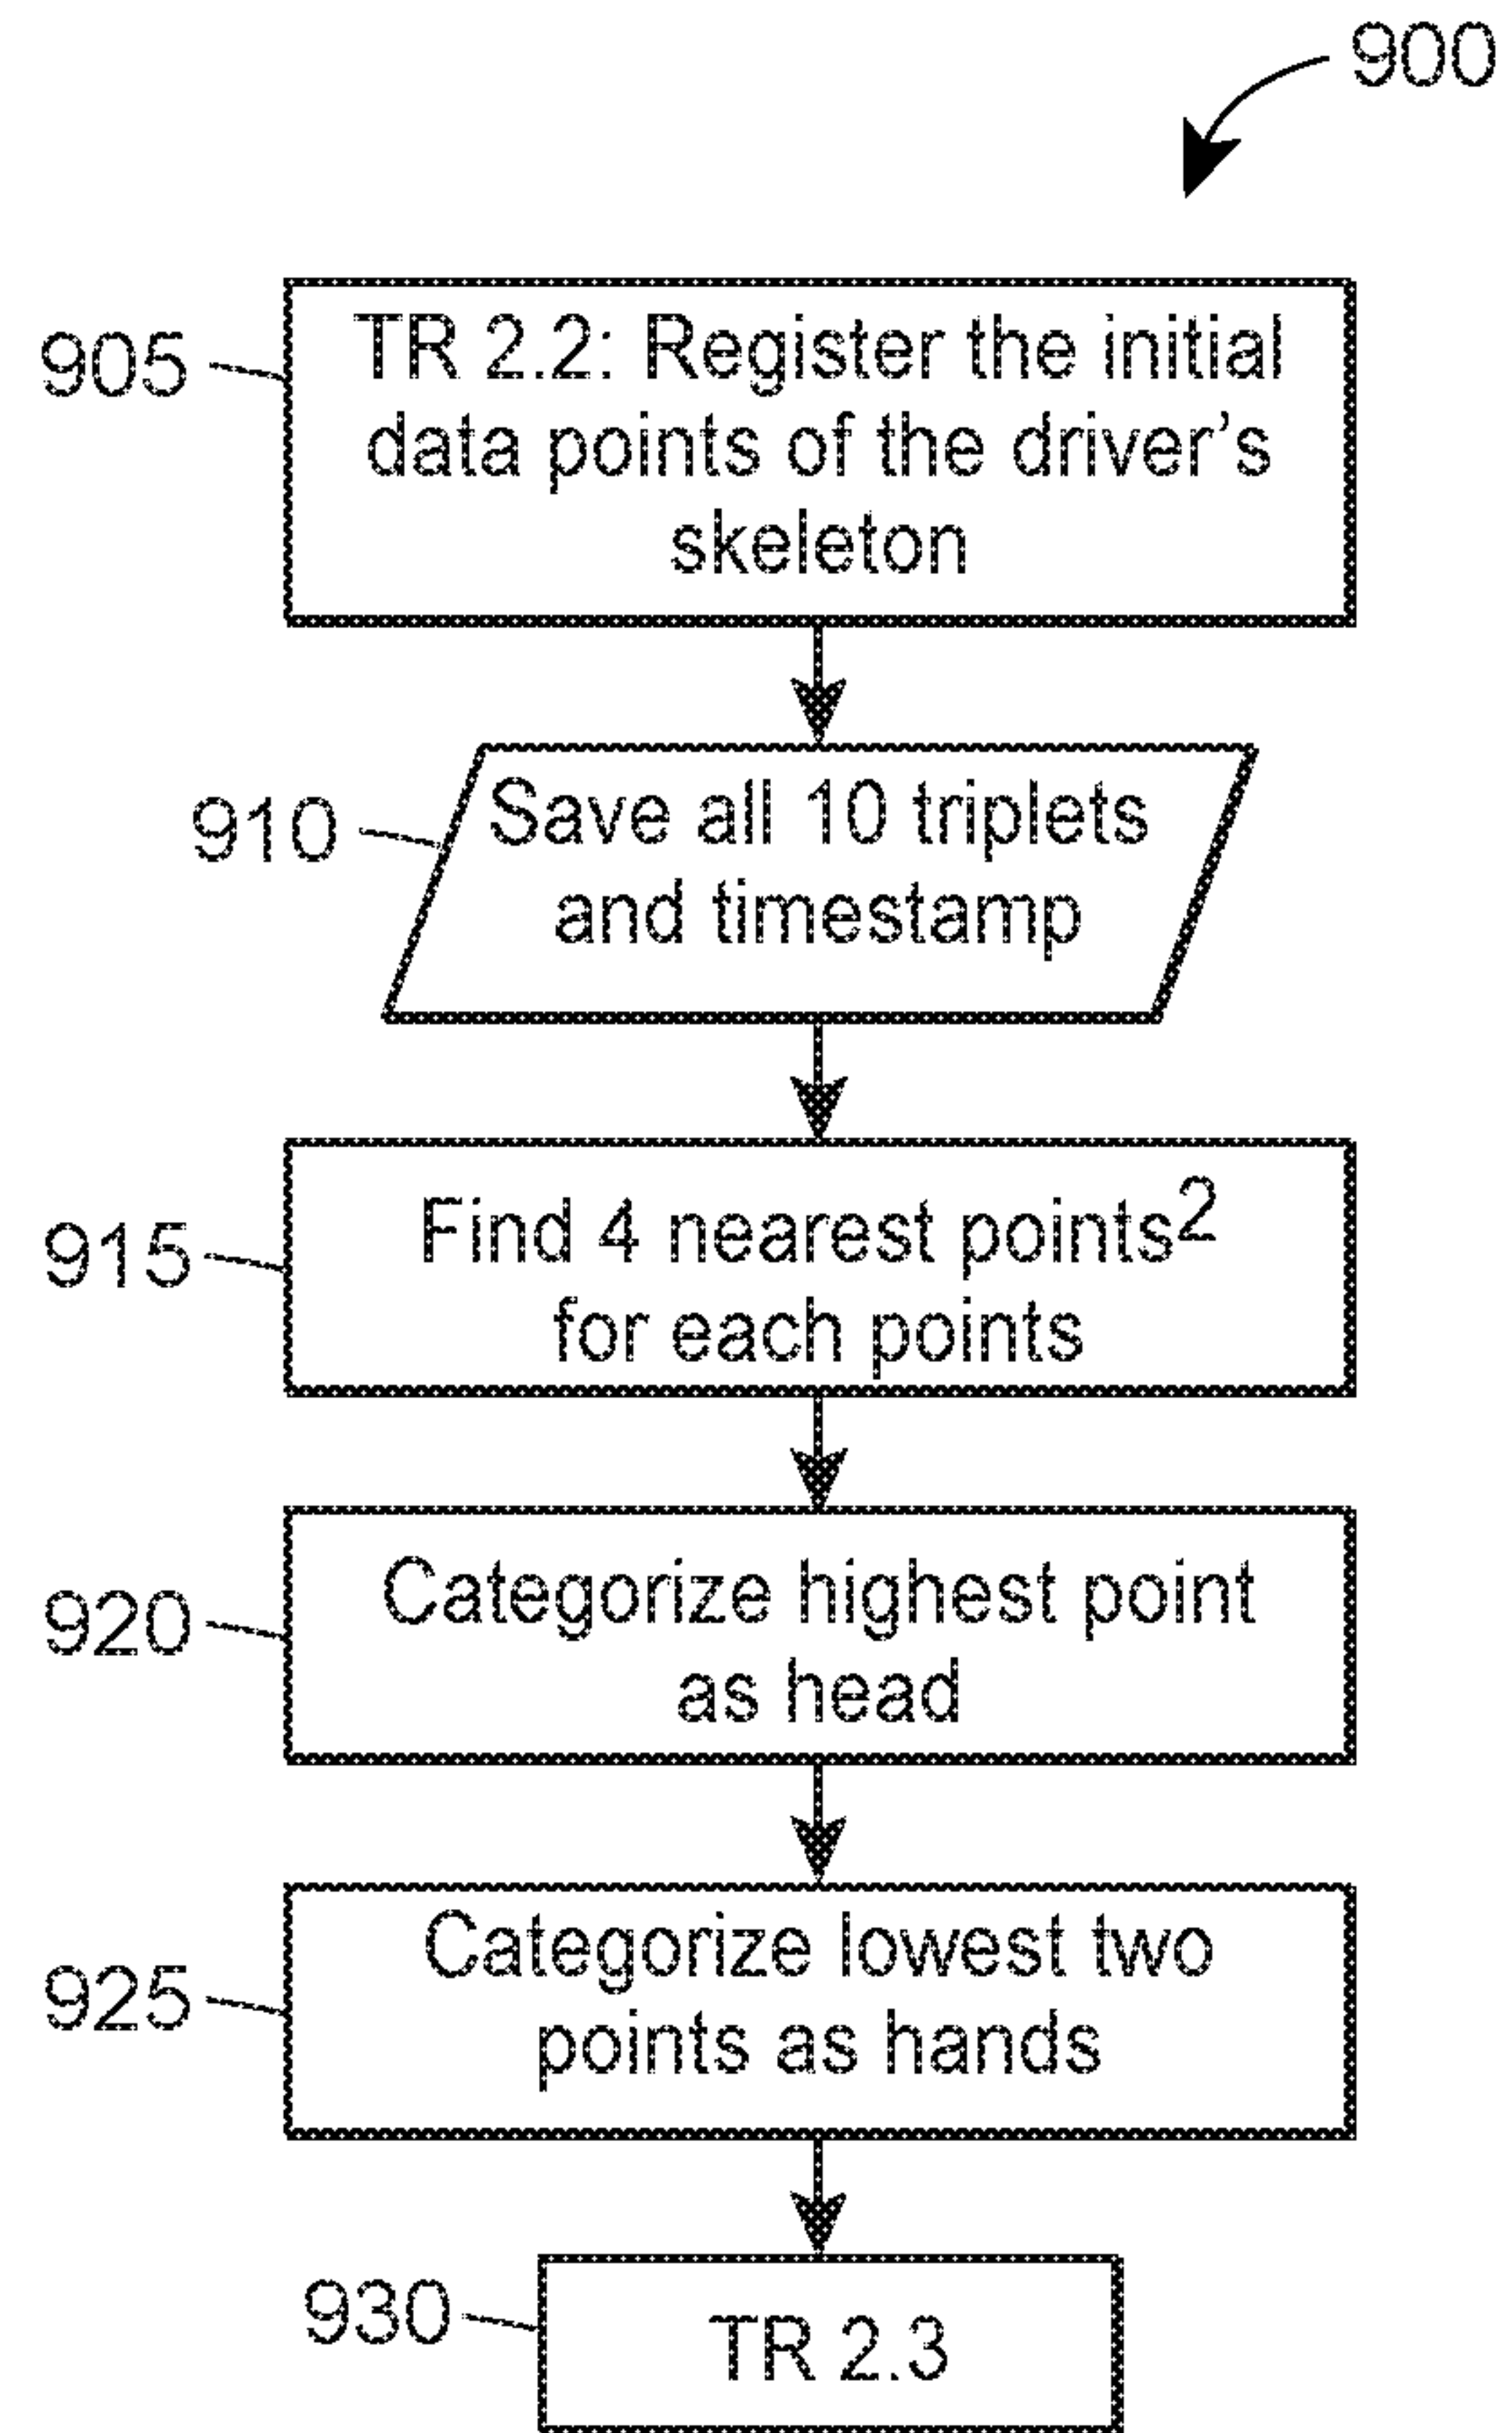 900
905
TR 2.2: Register the initial
data points of the driver's
skeleton
910
Save all 10 triplets
and timestamp
915
Find 4 nearest points2
for each points
920
Categorize highest point
as head
925
Categorize lowest two
points as hands
930
TR 2.3